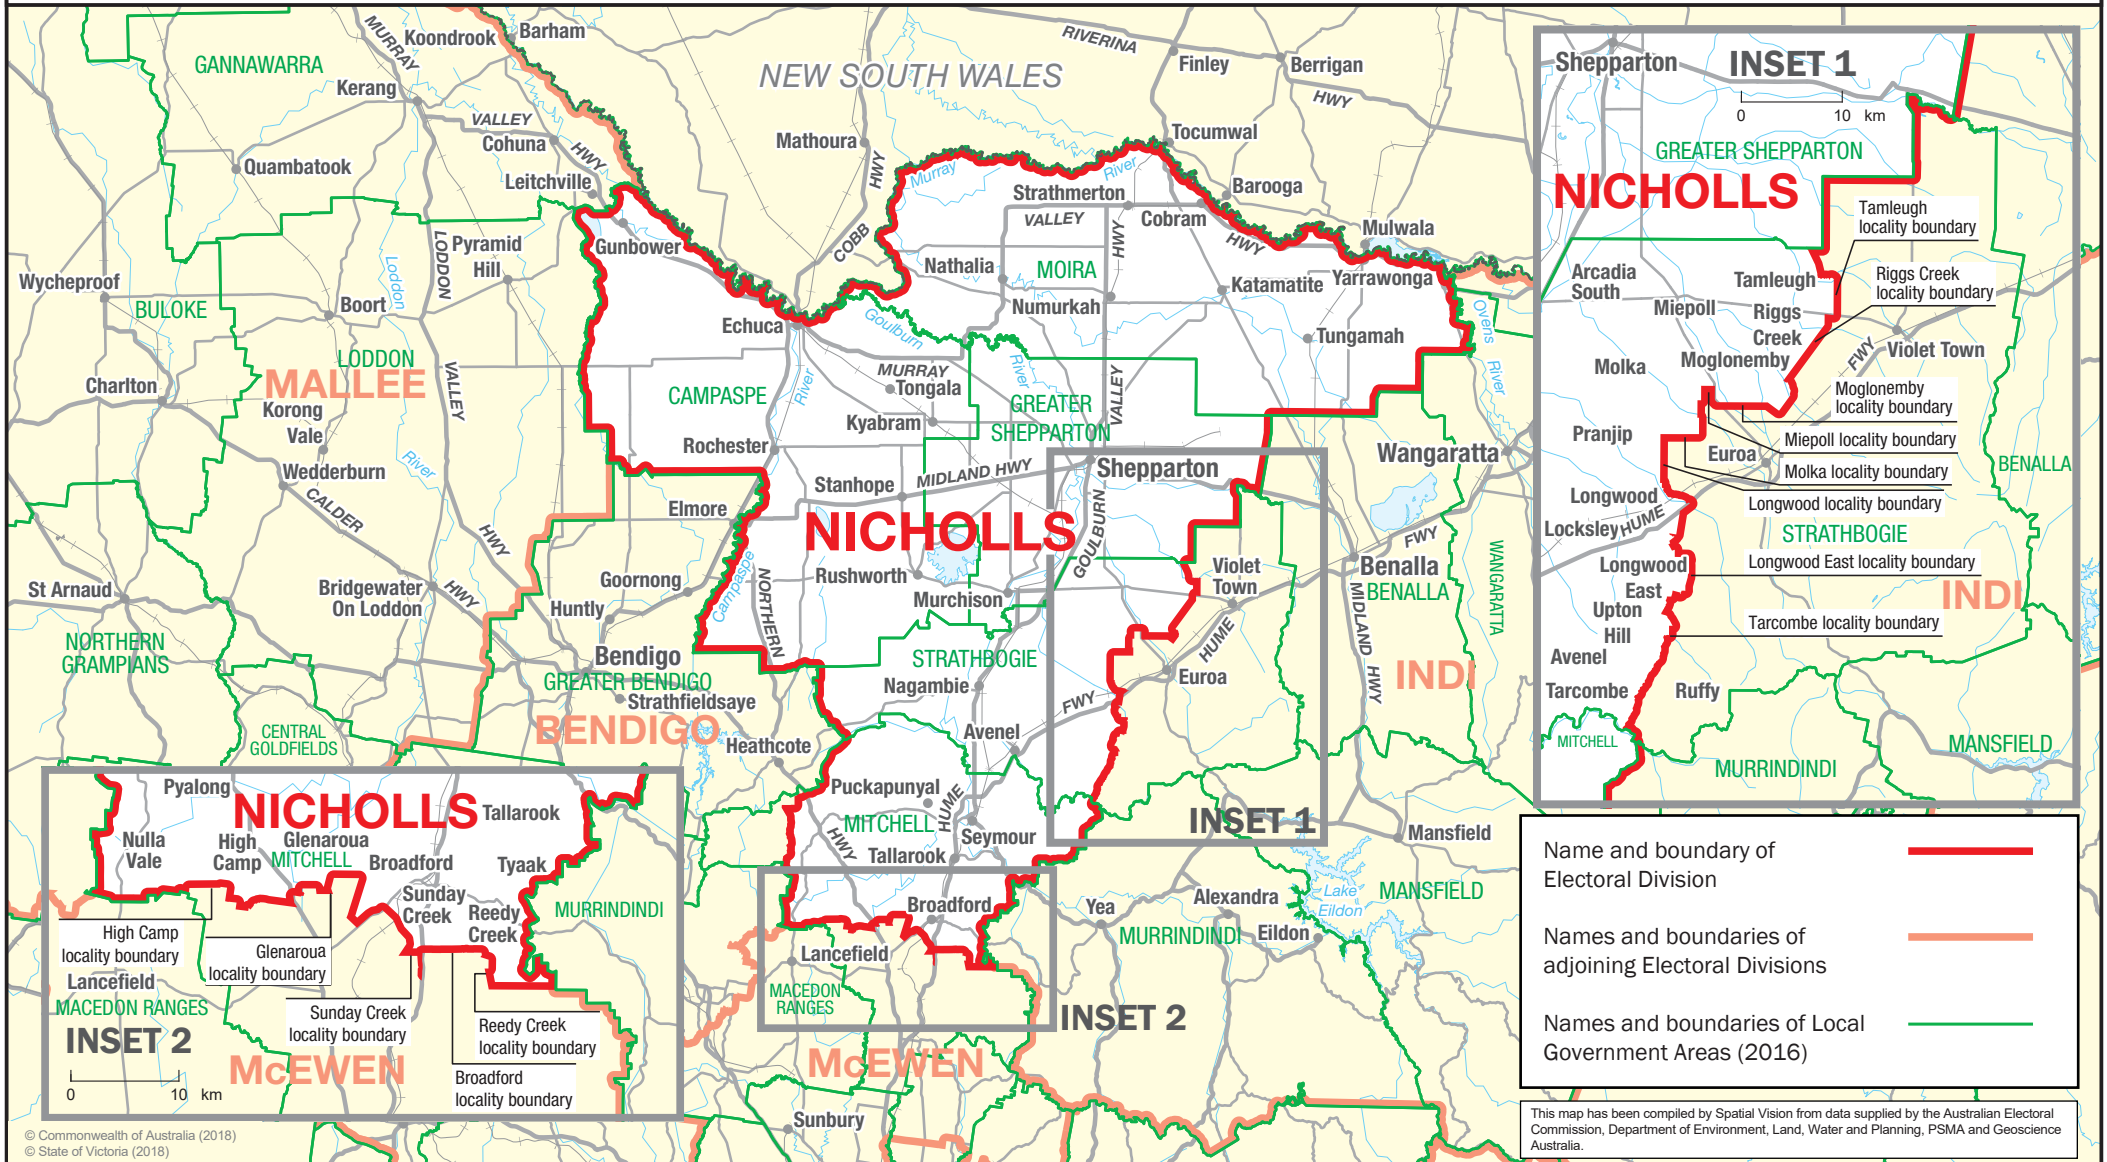 NEW SOUTH WALES
GANNAWARRA
MURRAY
Koondrook
Barham
Kerang
VALLEY
Cohuna
HWY
Quambatook
Leitchville
RIVERINA
Finley
Berrigan
HWY
Mathoura
HWY
Tocumwal
Murray
River
Strathmerton
Barooga
VALLEY
HWY
Cobram
HWY
Mulwala
COBB
Gunbower
Pyramid
Hill
LODDON
Loddon
Wycheproof
BULOKE
Boort
Nathalia
MOIRA
Katamatite
Yarrawonga
Numurkah
Echuca
Goulburn
Tungamah
Ovens
River
LODDON
MALLEE
VALLEY
Charlton
Korong
Vale
CAMPASPE
River
MURRAY
Tongala
River
GREATER
SHEPPARTON
VALLEY
Kyabram
Rochester
Wedderburn
River
CALDER
HWY
Stanhope
MIDLAND HWY
Shepparton
Wangaratta
Elmore
NICHOLLS
GOULBURN
FWY
St Arnaud
Bridgewater
On Loddon
HWY
Goornong
Huntly
Campaspe
NORTHERN
Rushworth
Murchison
Violet
Town
Benalla
BENALLA
WANGARATTA
NORTHERN
GRAMPIANS
Bendigo
GREATER BENDIGO
Strathfieldsaye
BENDIGO
STRATHBOGIE
Nagambie
HUME
Euroa
MIDLAND
HWY
INDI
CENTRAL
GOLDFIELDS
Heathcote
FWY
Avenel
Puckapunyal
MITCHELL
HUME
HWY
Seymour
Tallarook
INSET 1
Mansfield
Broadford
Yea
Alexandra
Lake
Eildon
MANSFIELD
MURRINDINDI
Eildon
Lancefield
MACEDON
RANGES
INSET 2
McEWEN
Sunbury
Shepparton
INSET 1
0 10 km
GREATER SHEPPARTON
NICHOLLS
Tamleugh
locality boundary
Arcadia
South
Tamleugh
Riggs Creek
locality boundary
Miepoll
Riggs
Creek
FWY
Violet Town
Molka
Moglonemby
Moglonemby
locality boundary
Pranjip
Miepoll locality boundary
Euroa
Molka locality boundary
BENALLA
Longwood
Longwood locality boundary
Locksley
HUME
STRATHBOGIE
Longwood
East
Longwood East locality boundary
INDI
Upton
Hill
Tarcombe locality boundary
Avenel
Tarcombe
Ruffy
MITCHELL
MANSFIELD
MURRINDINDI
Pyalong
NICHOLLS
Tallarook
Nulla
Vale
High
Camp
Glenaroua
MITCHELL
Broadford
Tyaak
Sunday
Creek
Reedy
Creek
MURRINDINDI
High Camp
locality boundary
Glenaroua
locality boundary
Lancefield
MACEDON RANGES
Sunday Creek
locality boundary
Reedy Creek
locality boundary
INSET 2
McEWEN
Broadford
locality boundary
0 10 km
Name and boundary of
Electoral Division
Names and boundaries of
adjoining Electoral Divisions
Names and boundaries of Local
Government Areas (2016)
This map has been compiled by Spatial Vision from data supplied by the Australian Electoral
Commission, Department of Environment, Land, Water and Planning, PSMA and Geoscience
Australia.
© Commonwealth of Australia (2018)
© State of Victoria (2018)